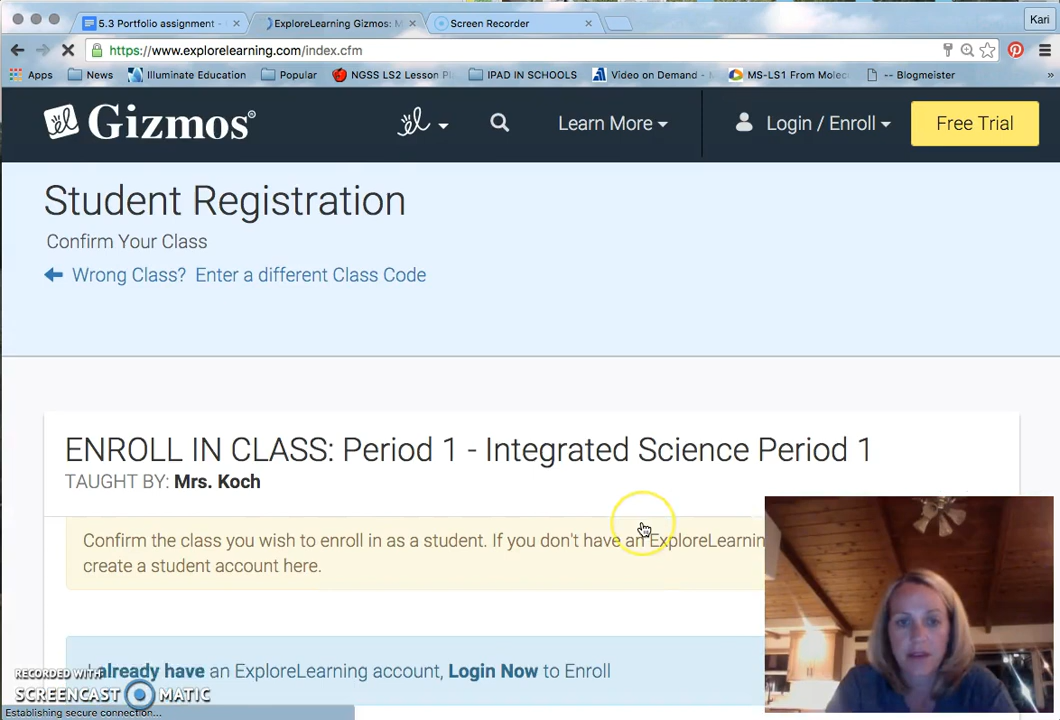 5.3 Portfolio assignment -
ExploreLearning Gizmos: M
Screen Recorder
Kari
https://www.explorelearning.com/index.cfm
Apps
News
Illuminate Education
Popular
NGSS LS2 Lesson Pl
IPAD IN SCHOOLS
Video on Demand -
MS-LS1 From Molec
-- Blogmeister
»
Gizmos
Learn More
Login / Enroll
Free Trial
Student Registration
Confirm Your Class
Wrong Class? Enter a different Class Code
ENROLL IN CLASS: Period 1 - Integrated Science Period 1
TAUGHT BY: Mrs. Koch
Confirm the class you wish to enroll in as a student. If you don't have an ExploreLearnin
create a student account here.
I already have an ExploreLearning account, Login Now to Enroll
RECORDED WITH
SCREENCAST MATIC
Establishing secure connection...